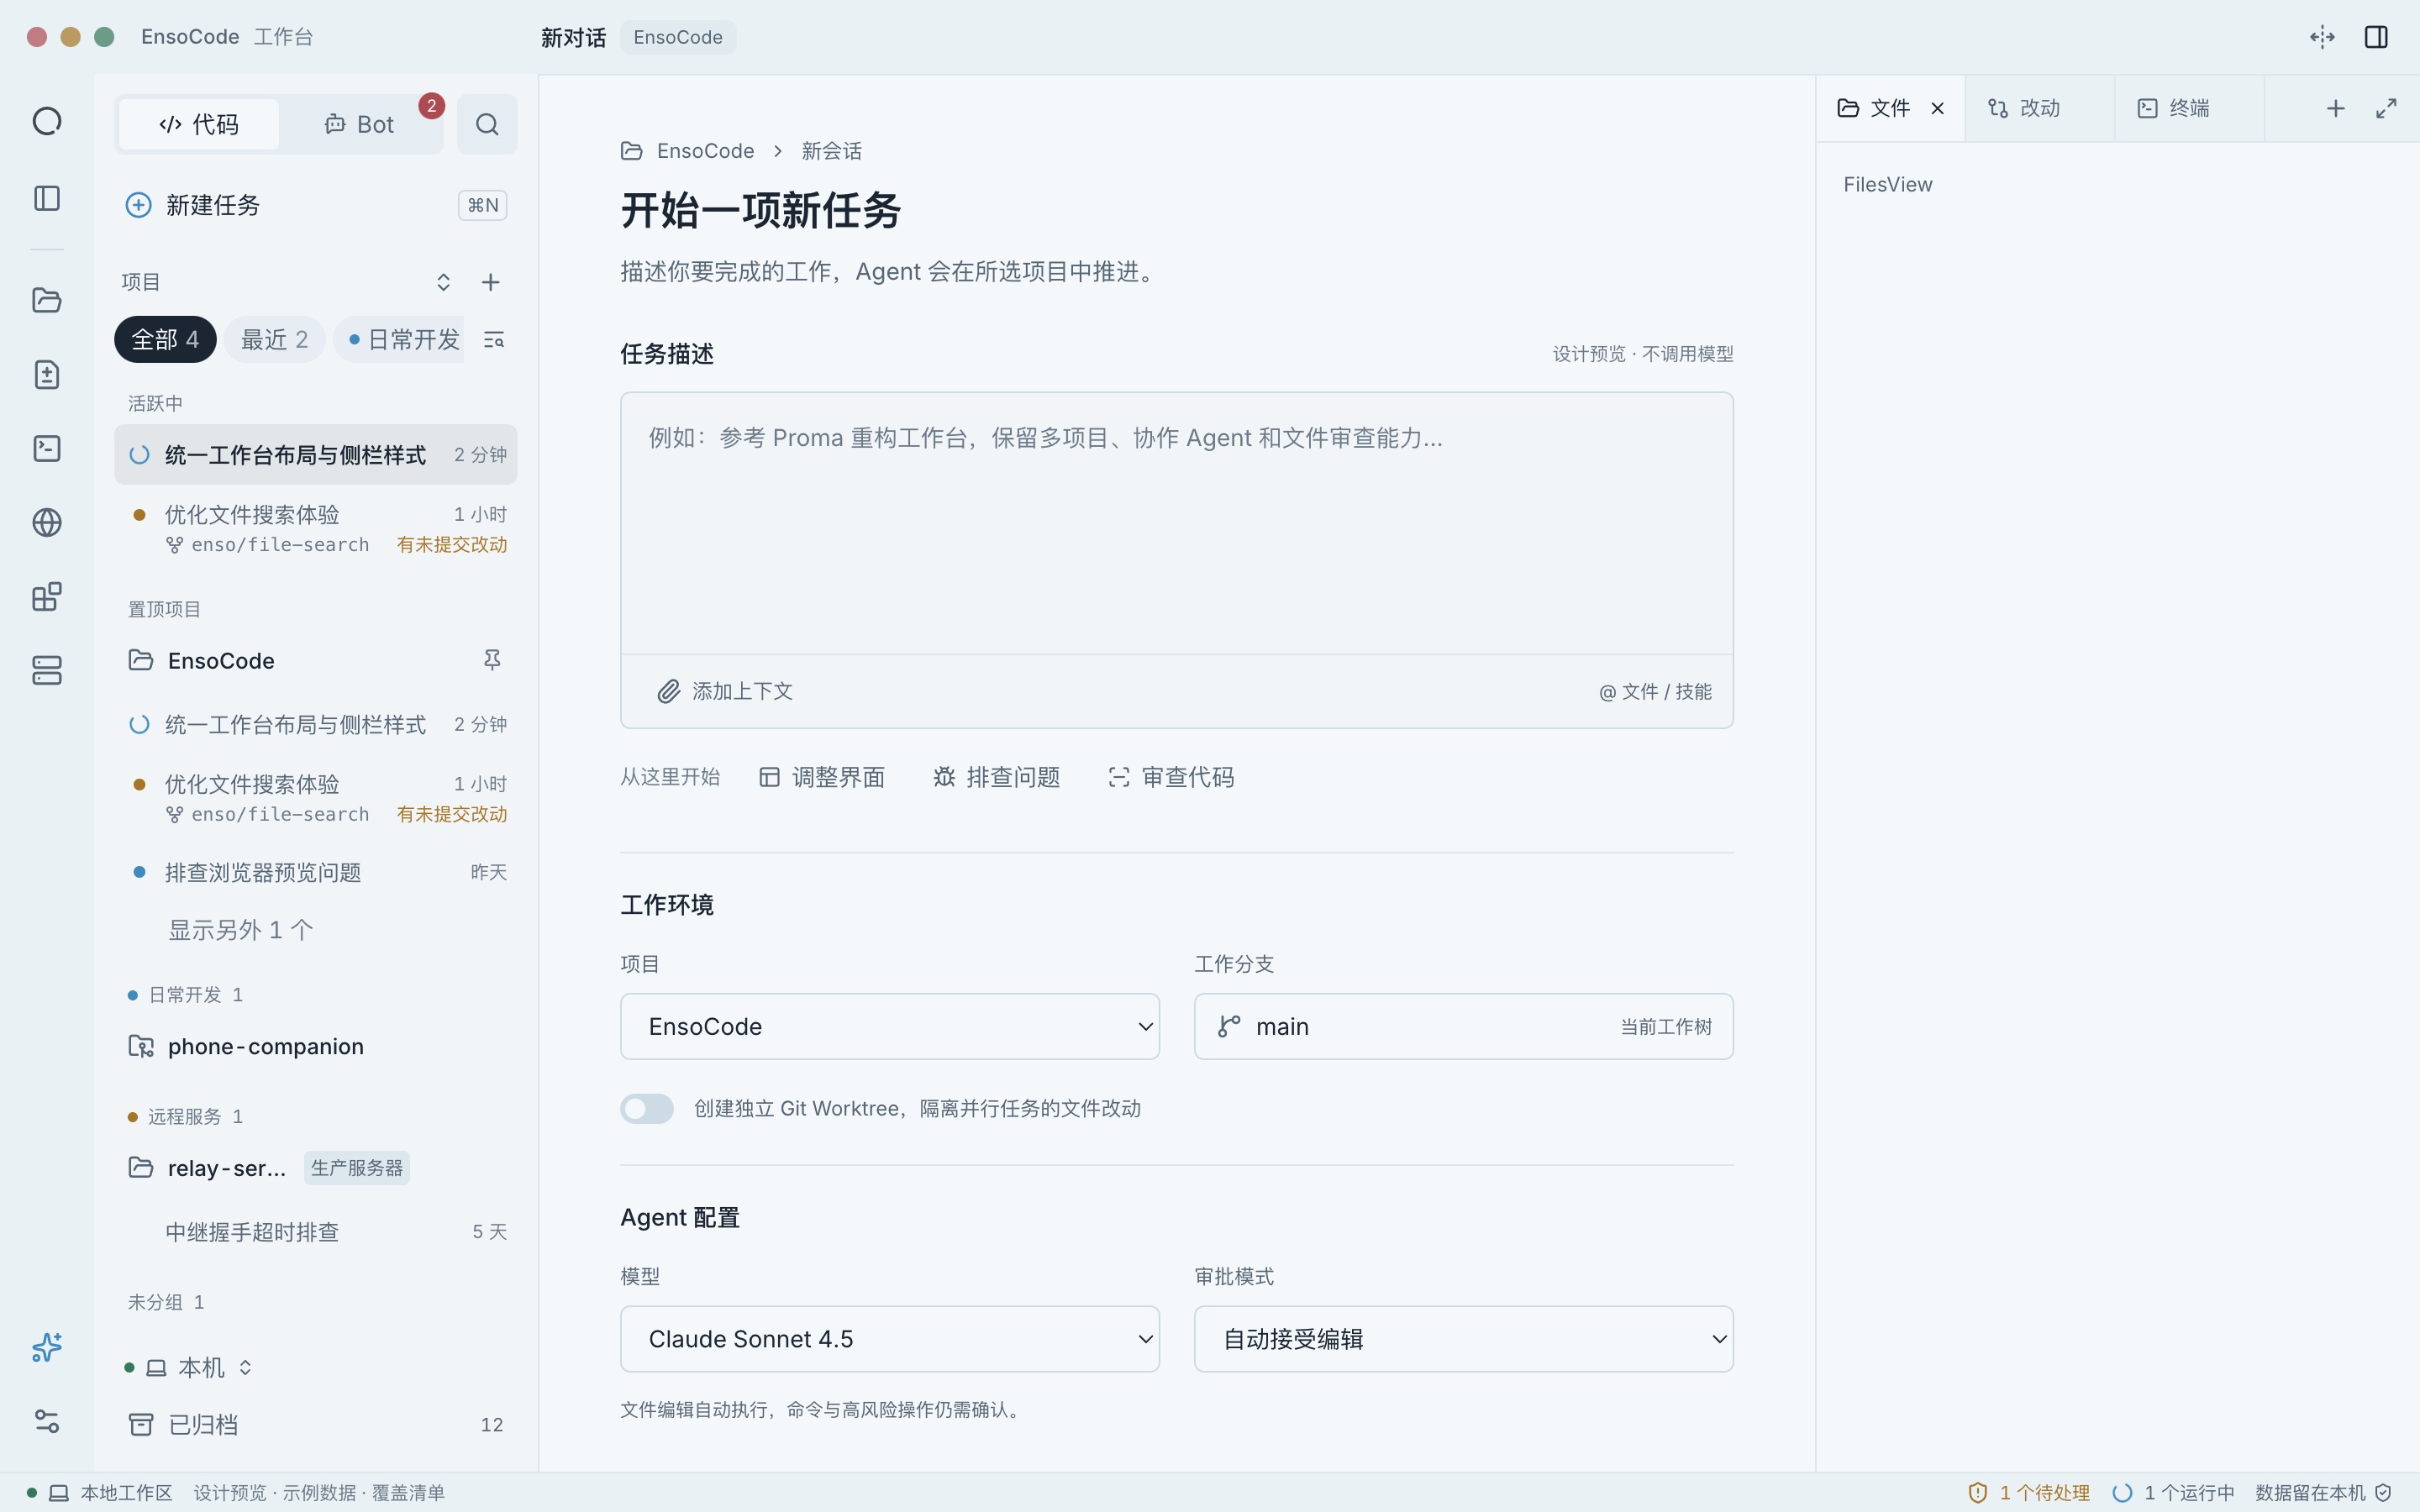 EnsoCode 工作台
新对话 EnsoCode
代码 Bot 2
新建任务 ⌘N
项目
全部 4 最近 2 日常开发
活跃中
统一工作台布局与侧栏样式 2 分钟
优化文件搜索体验 1 小时
enso/file-search 有未提交改动
置顶项目
EnsoCode
统一工作台布局与侧栏样式 2 分钟
优化文件搜索体验 1 小时
enso/file-search 有未提交改动
排查浏览器预览问题 昨天
显示另外 1 个
日常开发 1
phone-companion
远程服务 1
relay-ser... 生产服务器
中继握手超时排查 5 天
未分组 1
本机
已归档 12
EnsoCode > 新会话
开始一项新任务
描述你要完成的工作，Agent 会在所选项目中推进。
任务描述 设计预览 · 不调用模型
例如：参考 Proma 重构工作台，保留多项目、协作 Agent 和文件审查能力...
添加上下文 @ 文件 / 技能
从这里开始 调整界面 排查问题 审查代码
工作环境
项目 工作分支
EnsoCode main 当前工作树
创建独立 Git Worktree，隔离并行任务的文件改动
Agent 配置
模型 审批模式
Claude Sonnet 4.5 自动接受编辑
文件编辑自动执行，命令与高风险操作仍需确认。
文件 改动 终端
FilesView
本地工作区 设计预览 · 示例数据 · 覆盖清单
1 个待处理 1 个运行中 数据留在本机